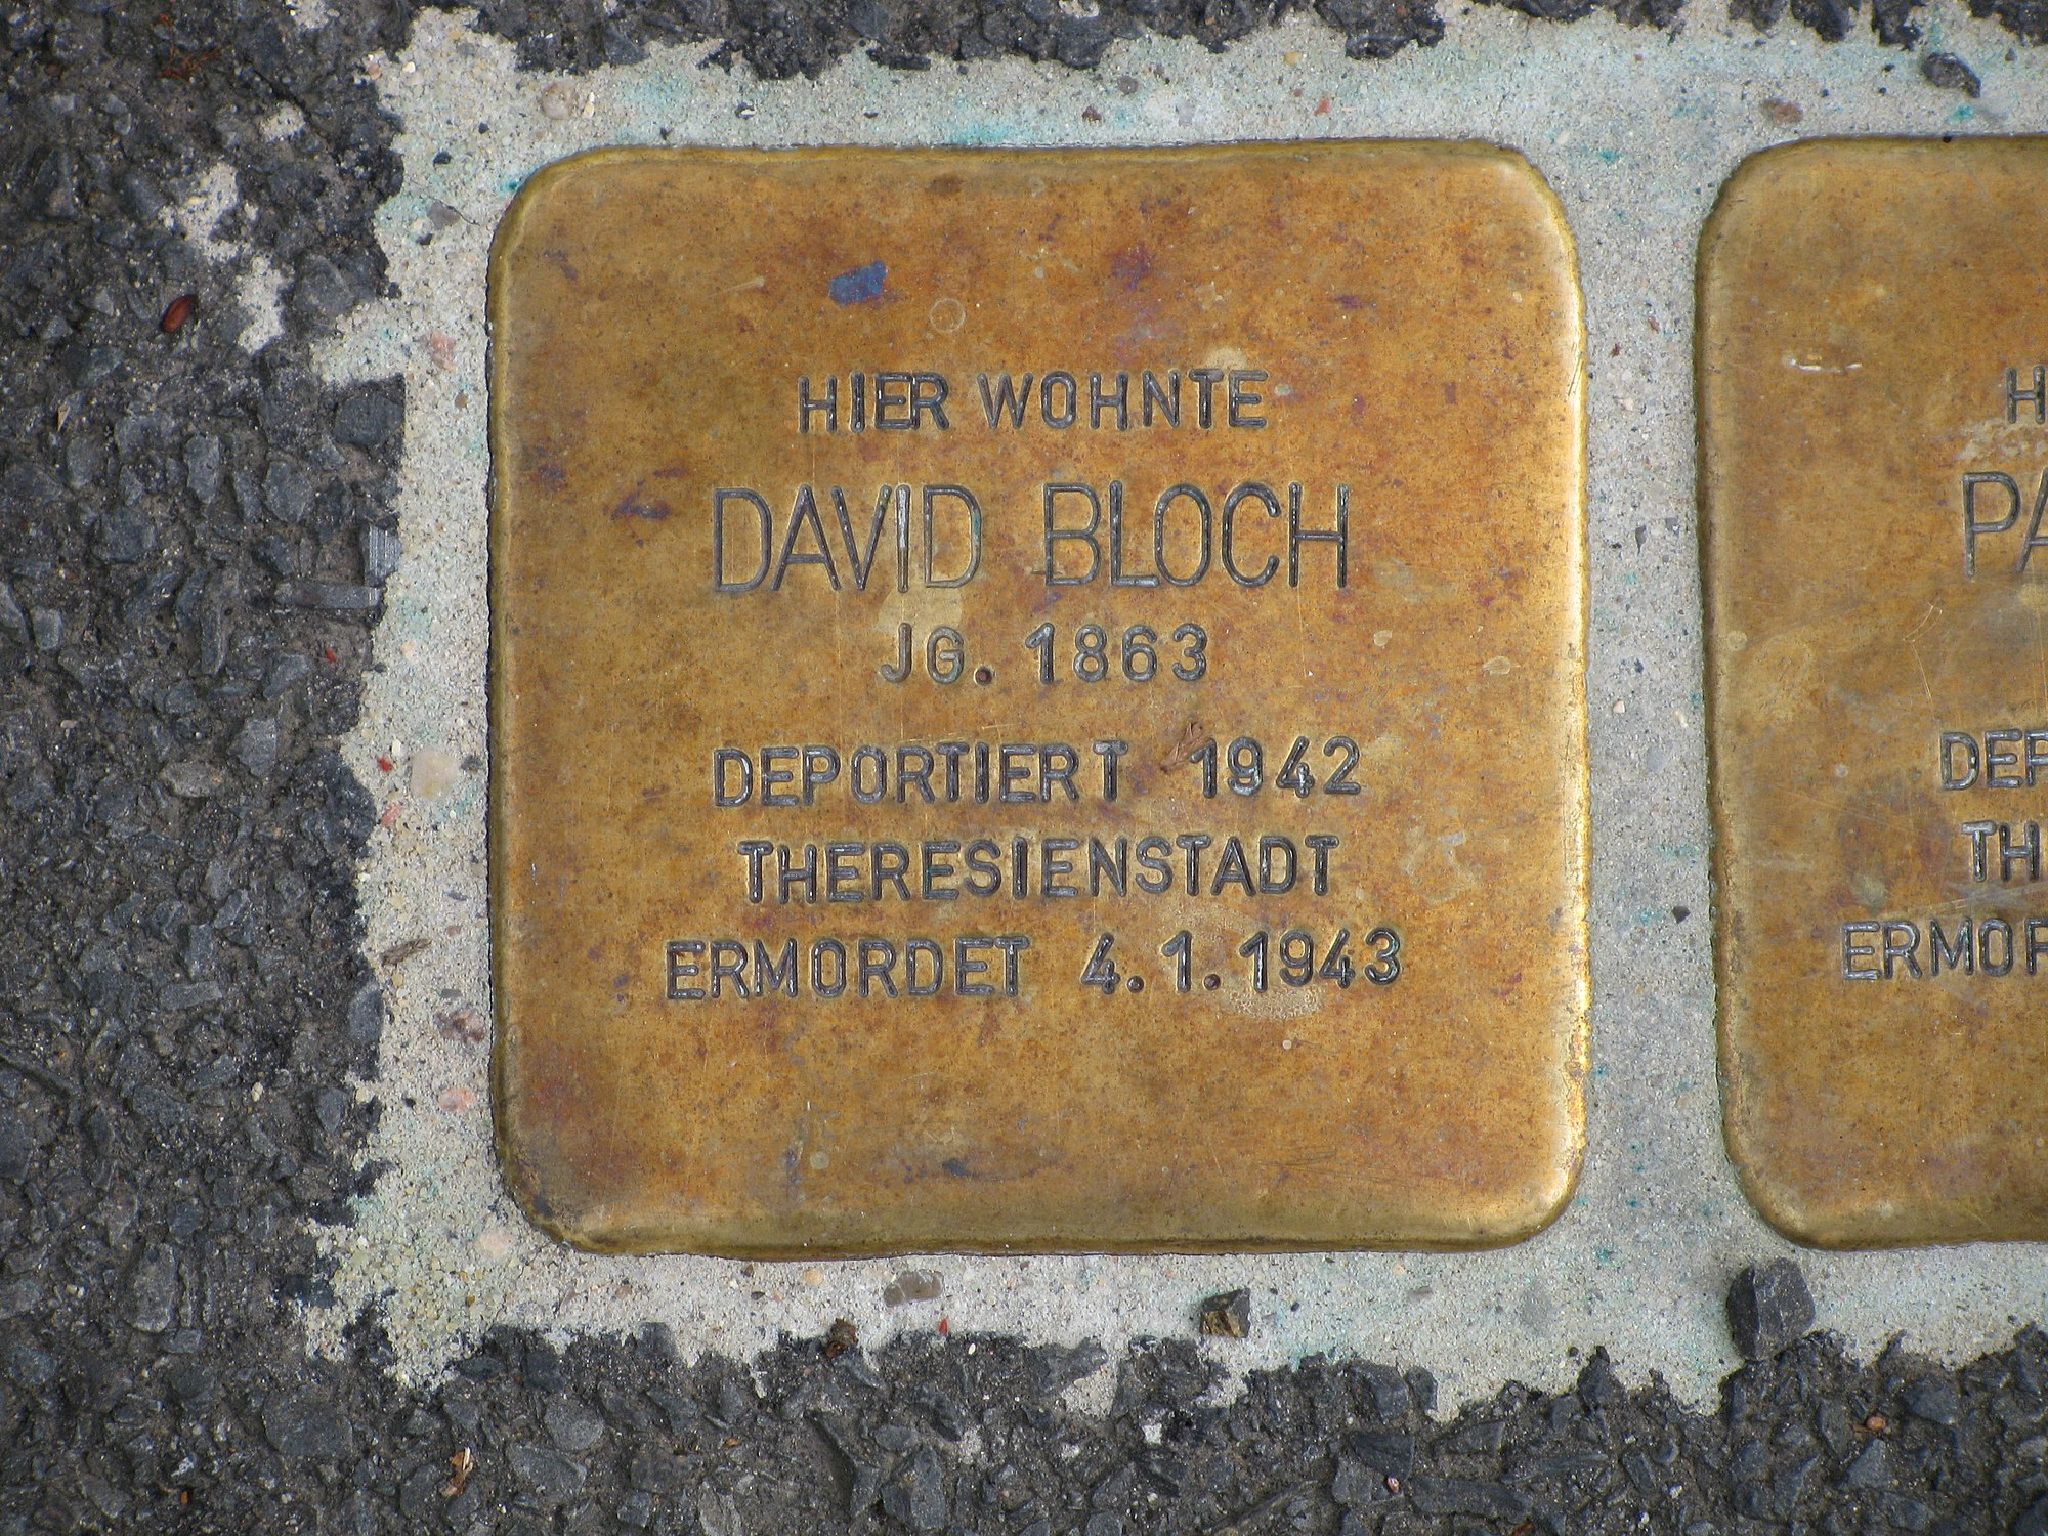 HIER WOHNTE
DAVID BLOCH
JG. 1863
DEPORTIERT 1942
THERESIENSTADT
ERMORDET 4.1.1943